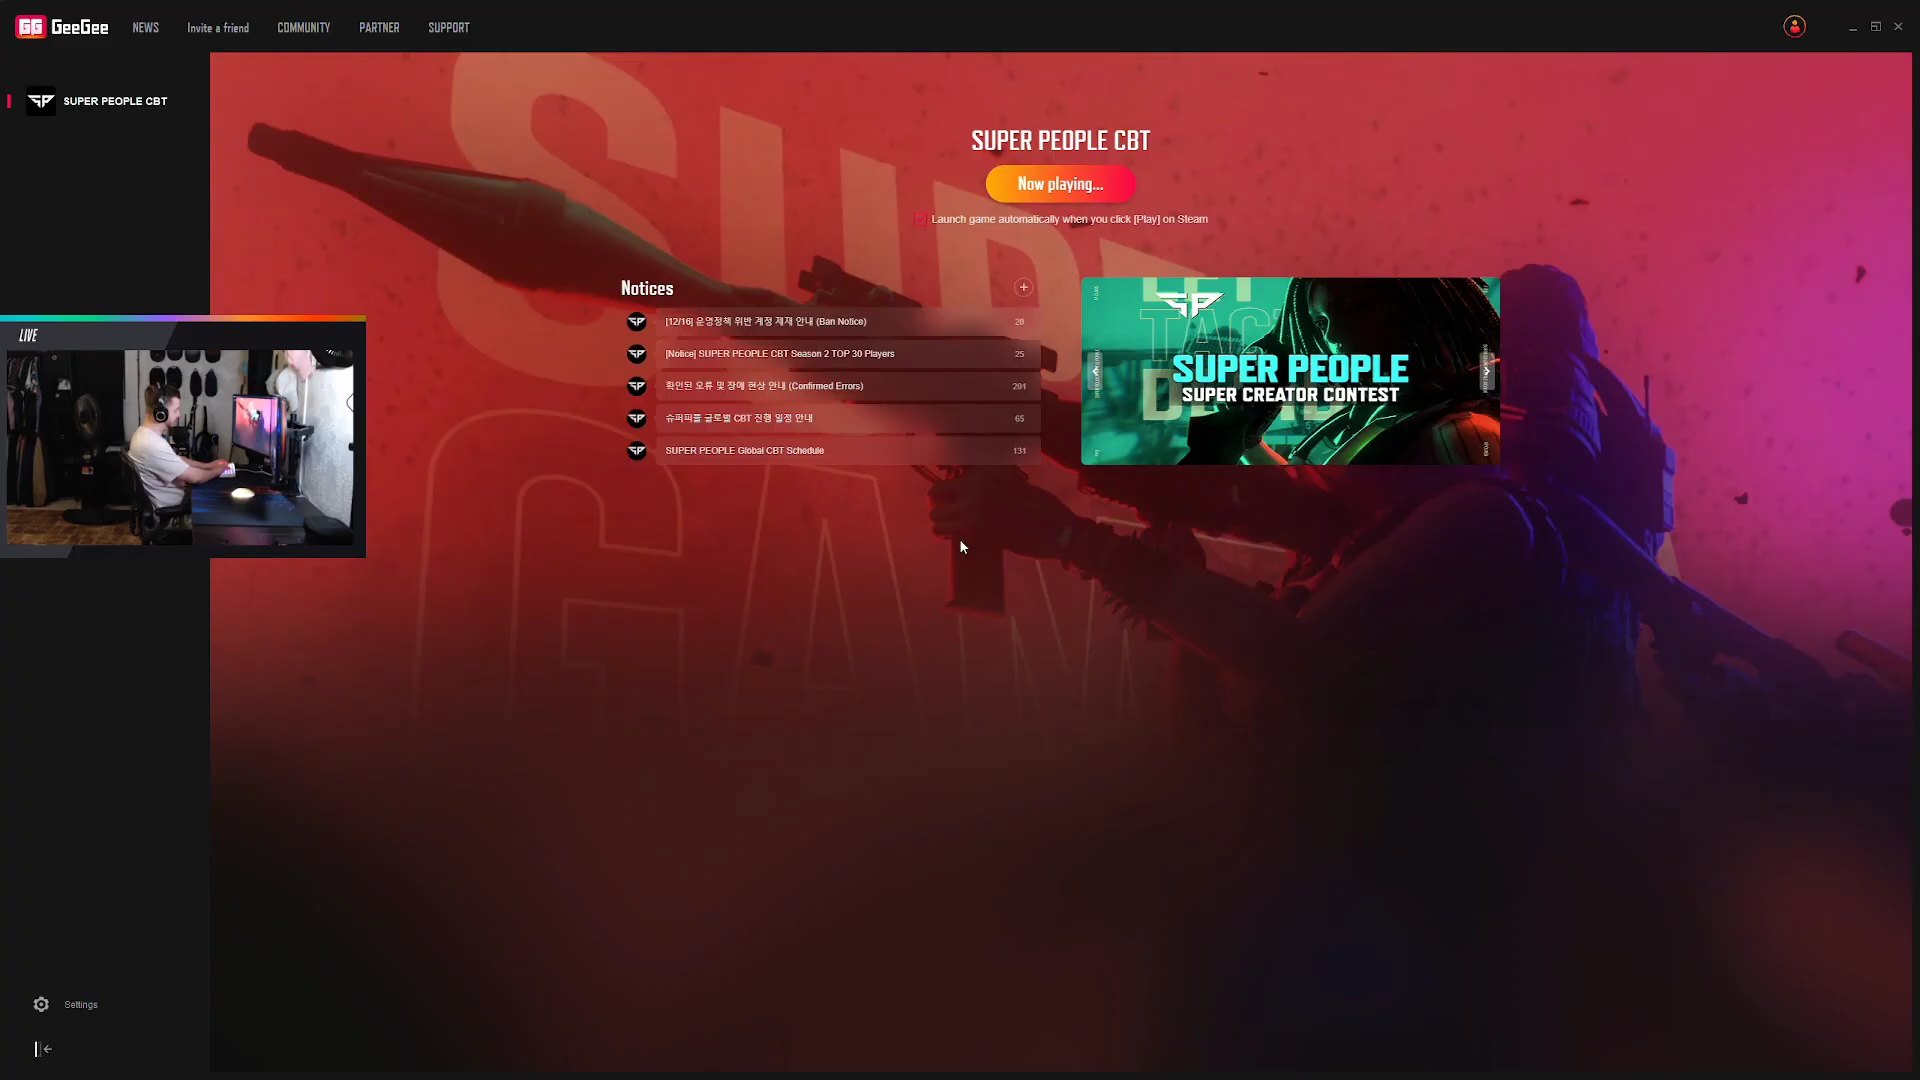 GG GeeGee NEWS Invite a friend COMMUNITY PARTNER SUPPORT
SP SUPER PEOPLE CBT
SUPER PEOPLE CBT
Now playing...
Launch game automatically when you click [Play] on Steam
Notices
[12/16] 운영정책 위반 계정 제재 안내 (Ban Notice) 20
[Notice] SUPER PEOPLE CBT Season 2 TOP 30 Players 25
확인된 오류 및 장애 현상 안내 (Confirmed Errors) 201
슈퍼피플 글로벌 CBT 진행 일정 안내 65
SUPER PEOPLE Global CBT Schedule 131
SP
SUPER PEOPLE
SUPER CREATOR CONTEST
LIVE
Settings